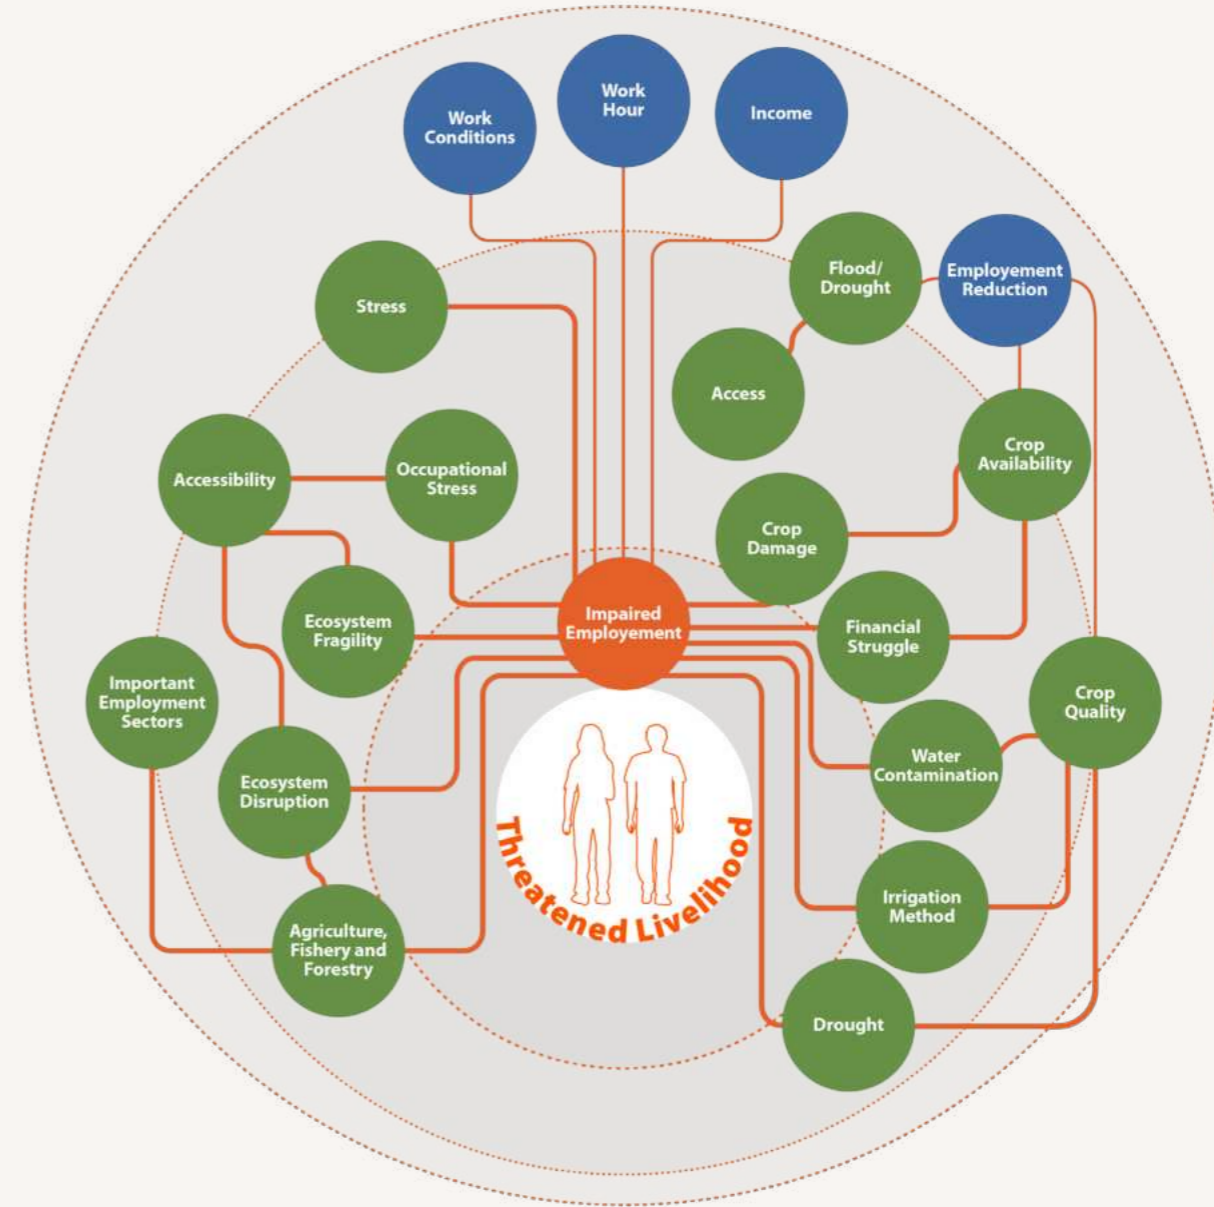 Work
Conditions
Work
Hour
Income
Stress
Flood/
Drought
Employement
Reduction
Access
Accessibility
Occupational
Stress
Crop
Availability
Crop
Damage
Ecosystem
Fragility
Impaired
Employement
Financial
Struggle
Important
Employment
Sectors
Crop
Quality
Ecosystem
Disruption
Water
Contamination
Threatened Livelihood
Irrigation
Method
Agriculture,
Fishery and
Forestry
Drought